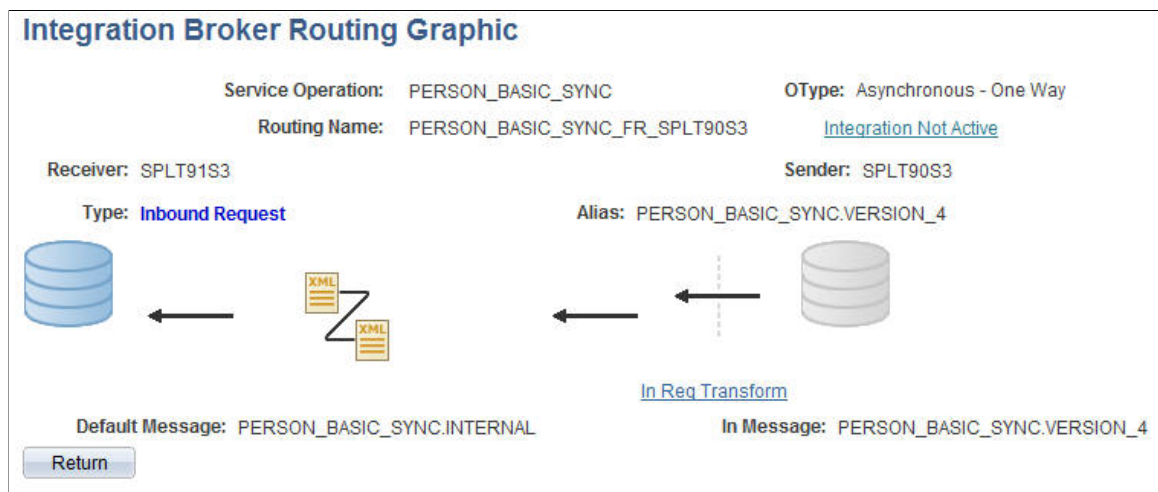 Integration Broker Routing Graphic
Service Operation: PERSON_BASIC_SYNC OType: Asynchronous - One Way
Routing Name: PERSON_BASIC_SYNC_FR_SPLT90S3 Integration Not Active
Receiver: SPLT91S3 Sender: SPLT90S3
Type: Inbound Request Alias: PERSON_BASIC_SYNC.VERSION_4
XML
XML
In Req Transform
Default Message: PERSON_BASIC_SYNC.INTERNAL In Message: PERSON_BASIC_SYNC.VERSION_4
Return